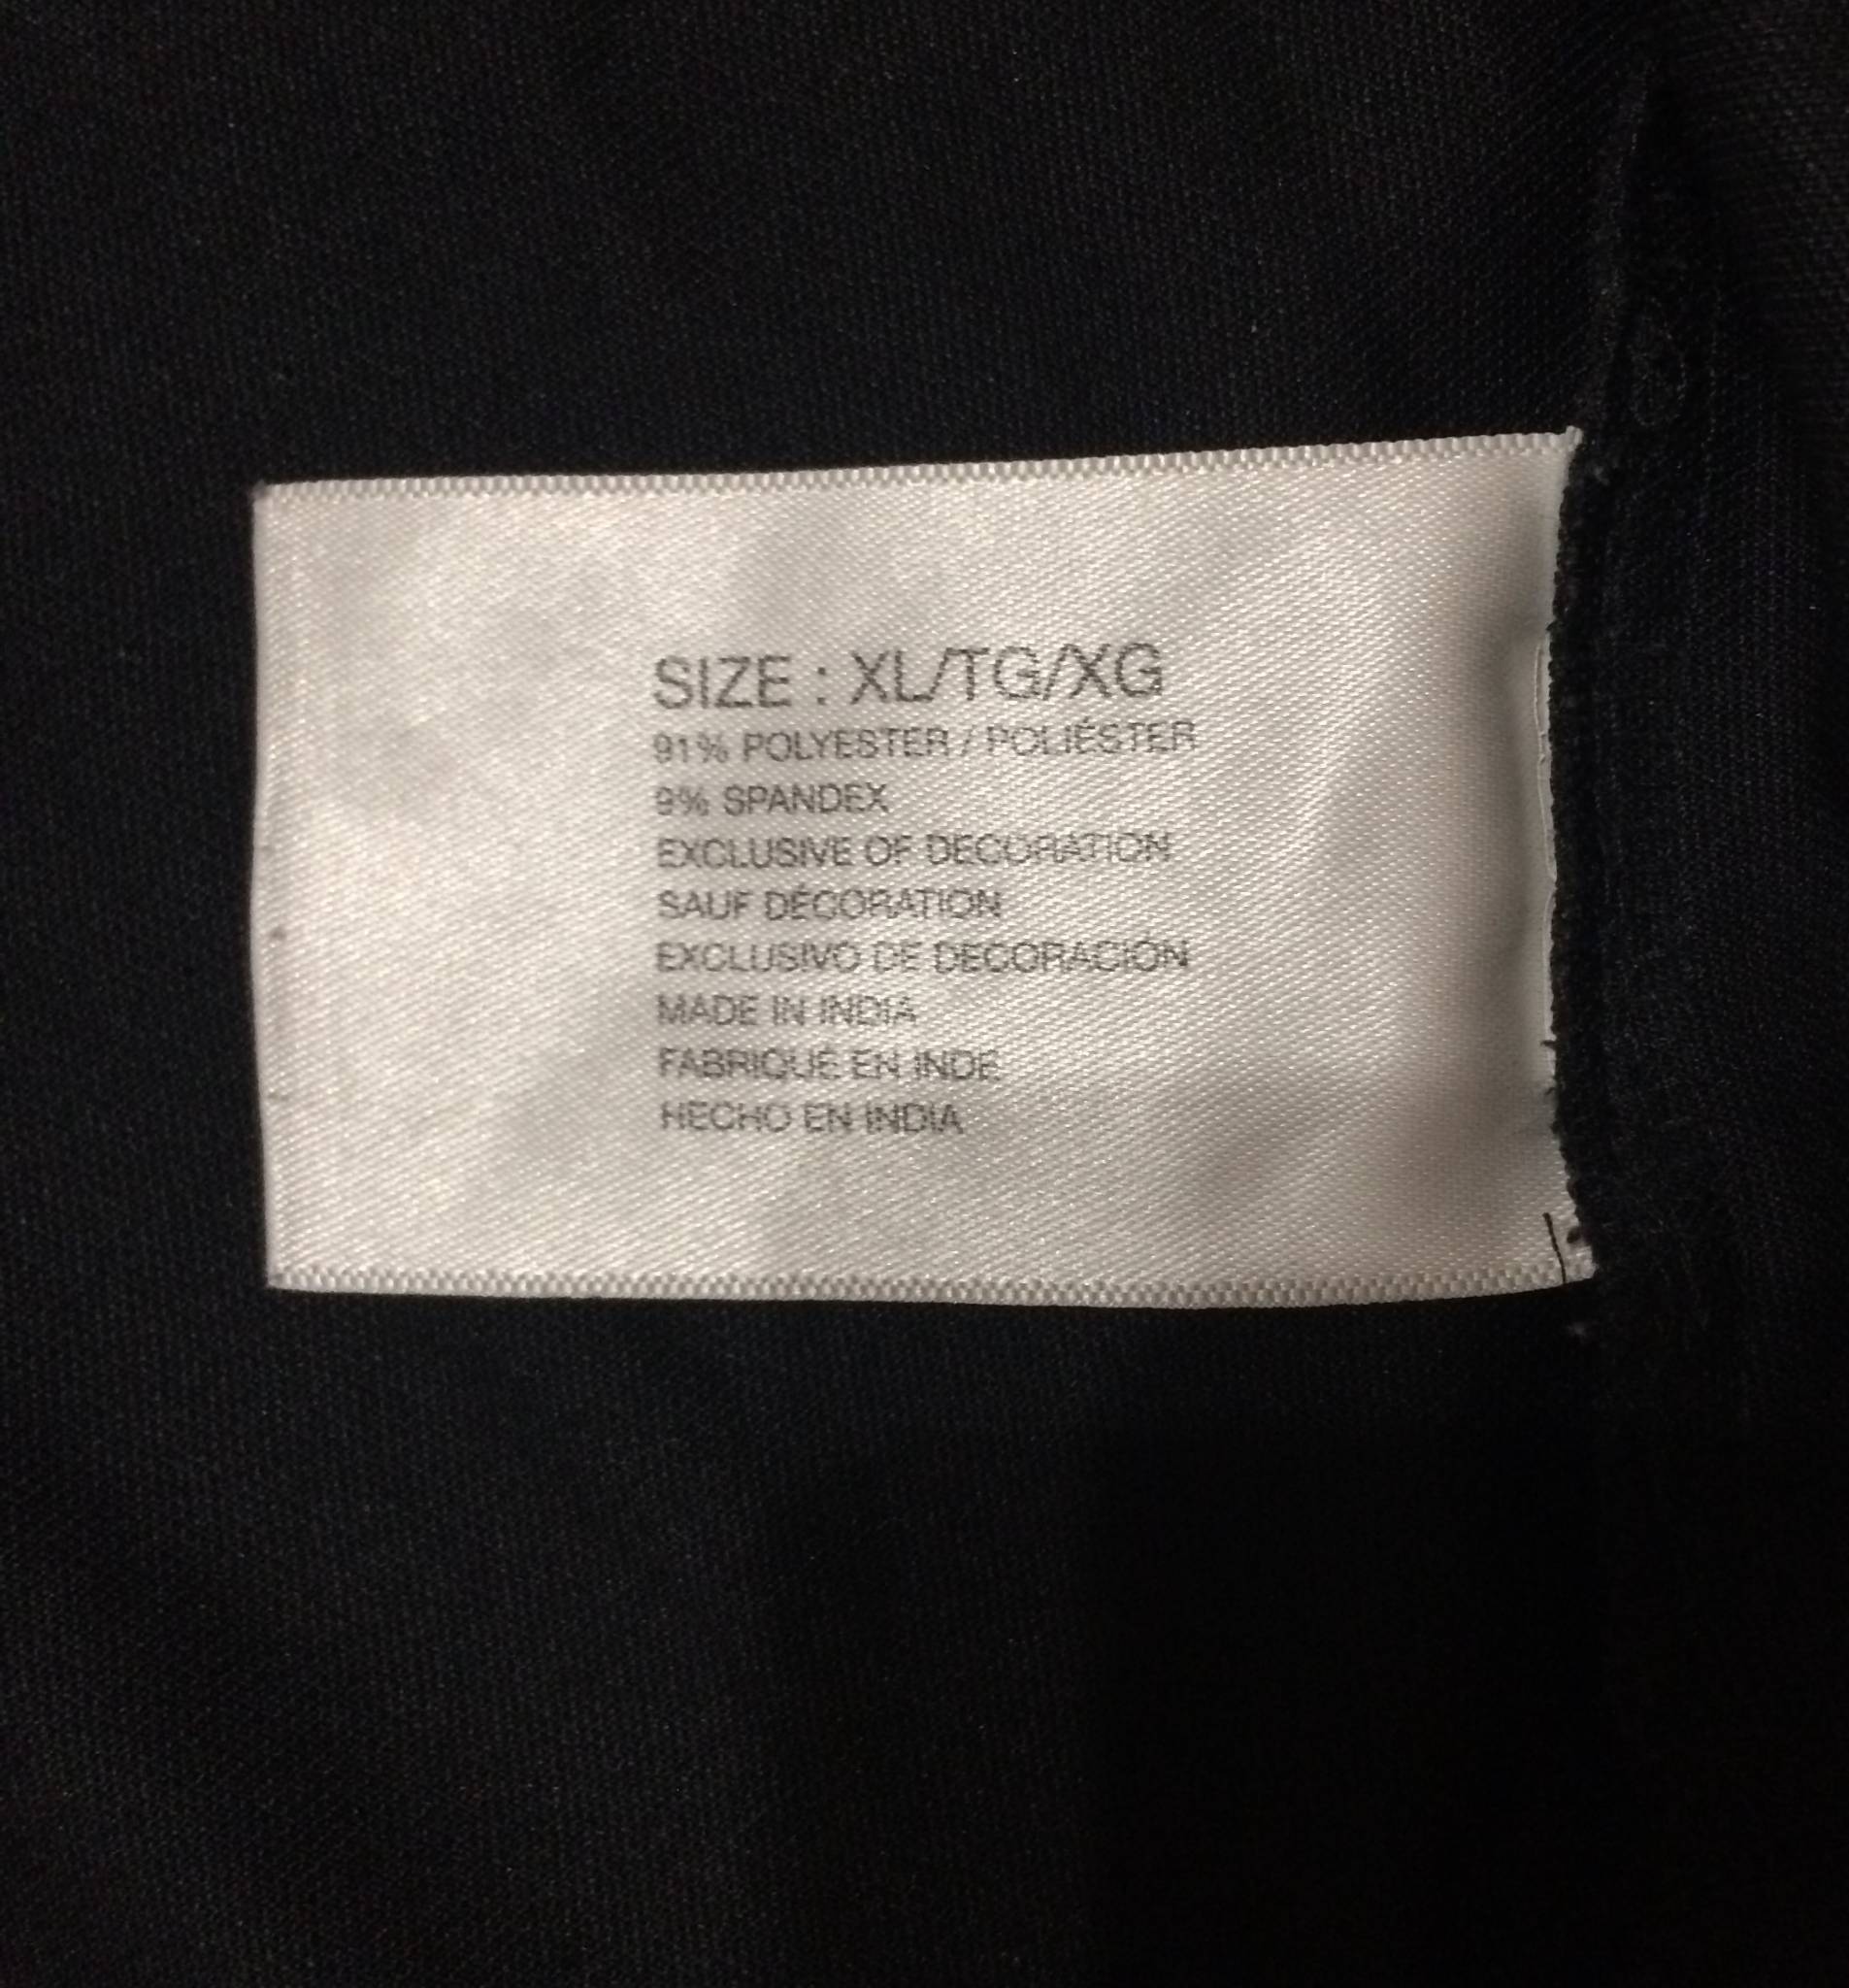 SIZE : XL/TG/XG
91% POLYESTER / POLIÉSTER
9% SPANDEX
EXCLUSIVE OF DECORATION
SAUF DÉCORATION
EXCLUSIVO DE DECORACIÓN
MADE IN INDIA
FABRIQUÉ EN INDE
HECHO EN INDIA